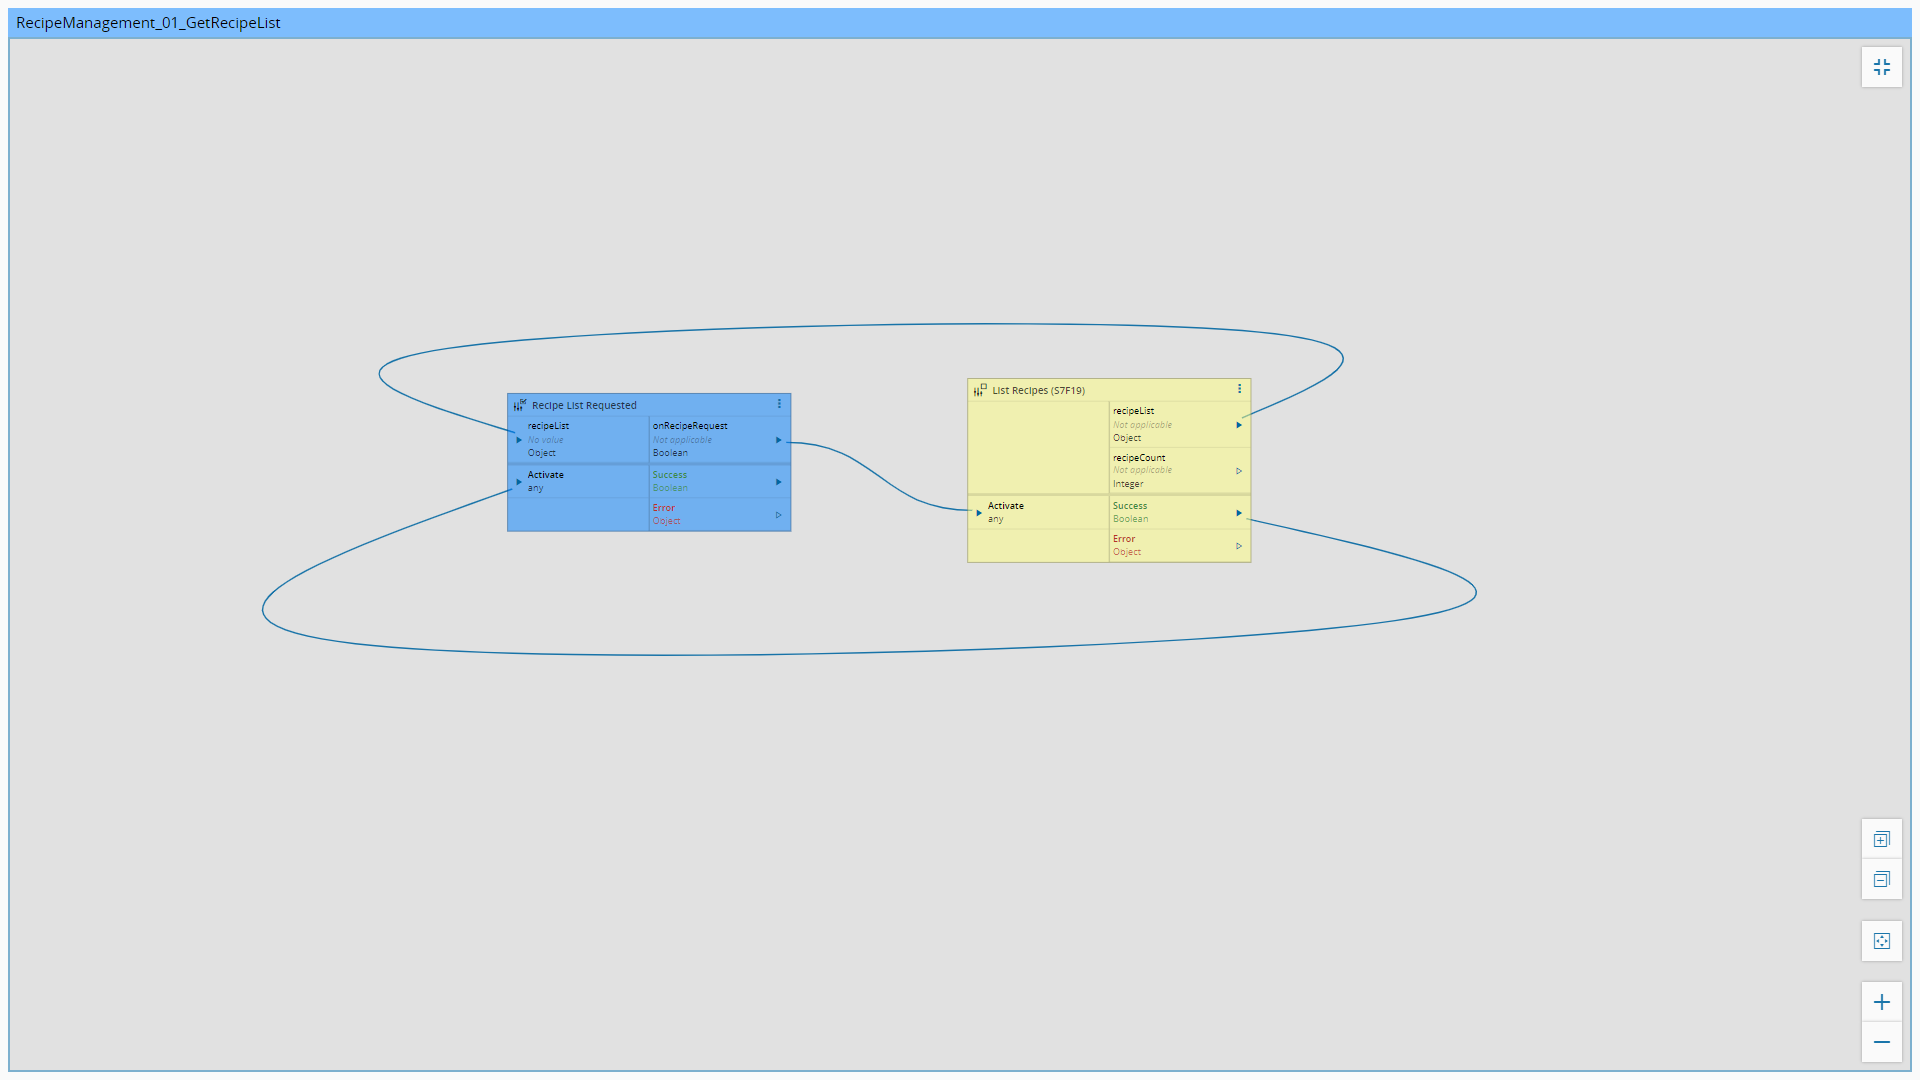 RecipeManagement_01_GetRecipeList
Recipe List Requested
recipeList
No value
Object
onRecipeRequest
Not applicable
Boolean
Activate
any
Success
Boolean
Error
Object
List Recipes (S7F19)
recipeList
Not applicable
Object
recipeCount
Not applicable
Integer
Activate
any
Success
Boolean
Error
Object